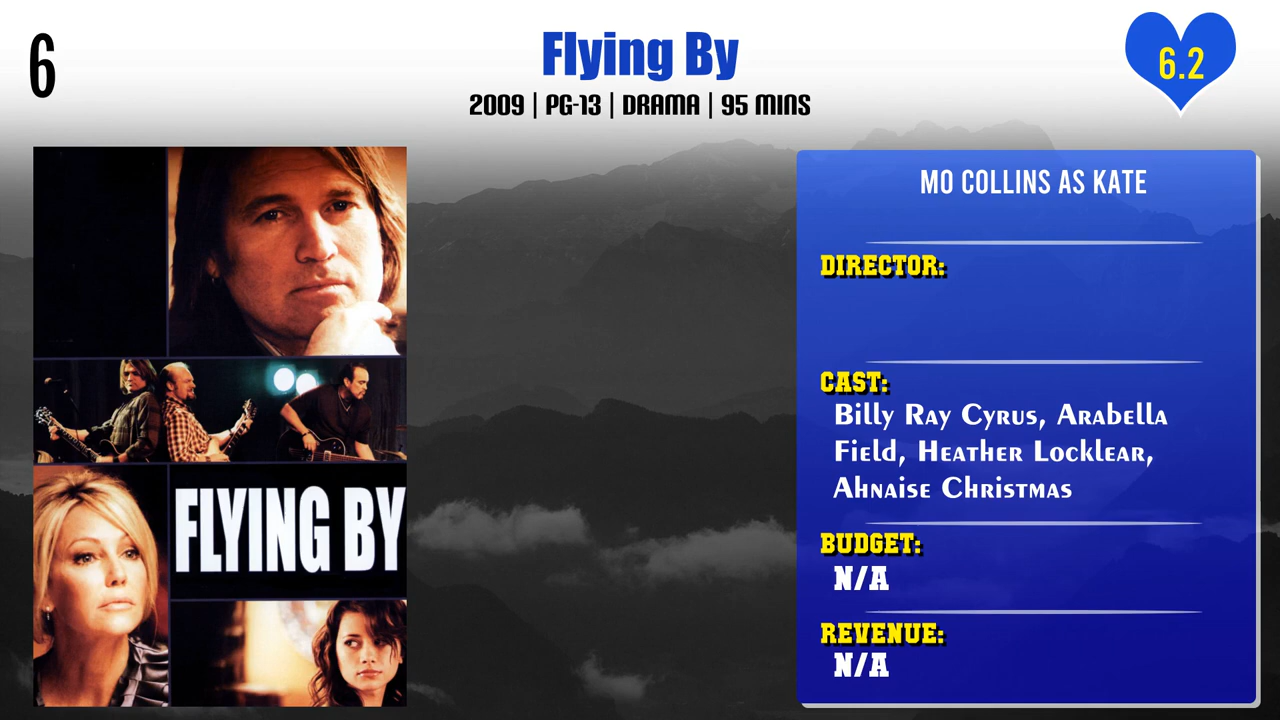 6
Flying By
6.2
2009 | PG-13 | DRAMA | 95 MINS
MO COLLINS AS KATE
DIRECTOR:
CAST:
Billy Ray Cyrus, Arabella
Field, Heather Locklear,
Ahnaise Christmas
BUDGET:
N/A
REVENUE:
N/A
FLYING BY